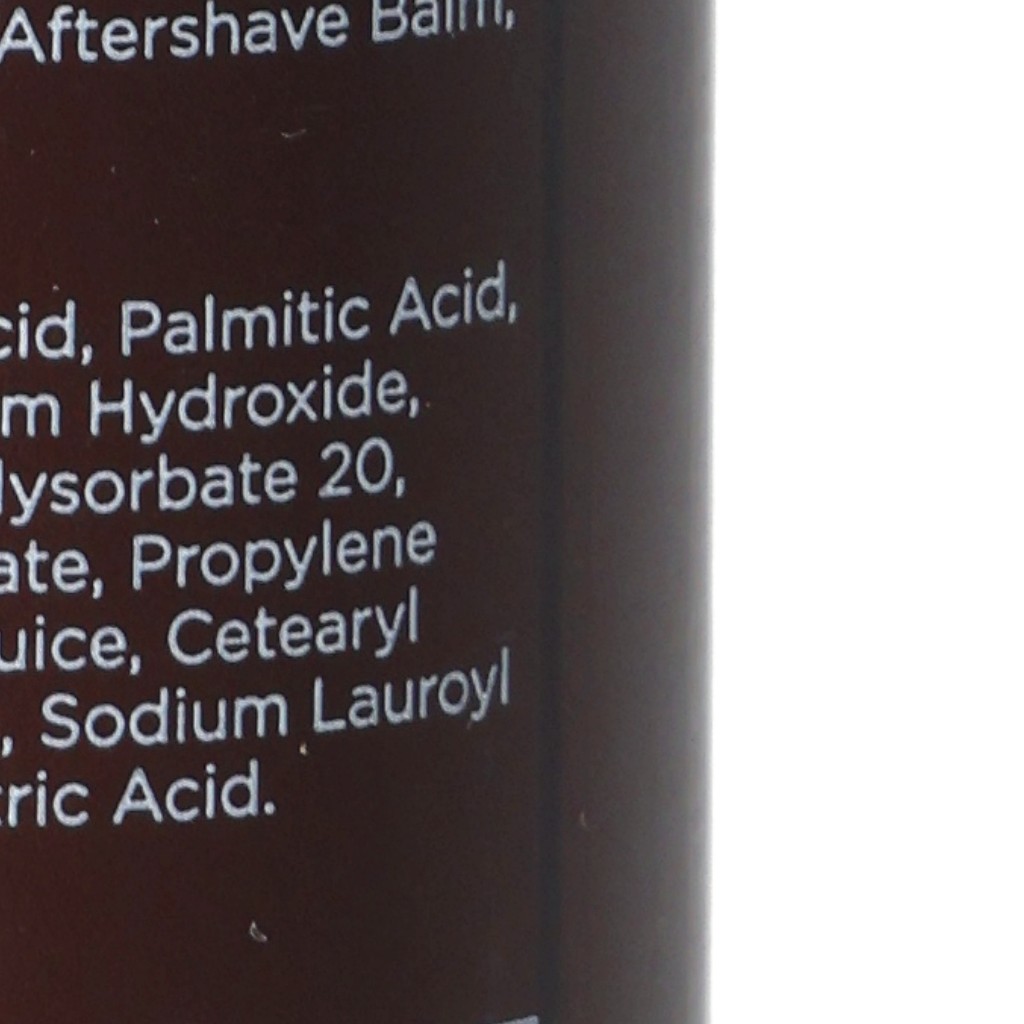 Aftershave Balm,
cid, Palmitic Acid,
m Hydroxide,
lysorbate 20,
ate, Propylene
uice, Cetearyl
, Sodium Lauroyl
tric Acid.